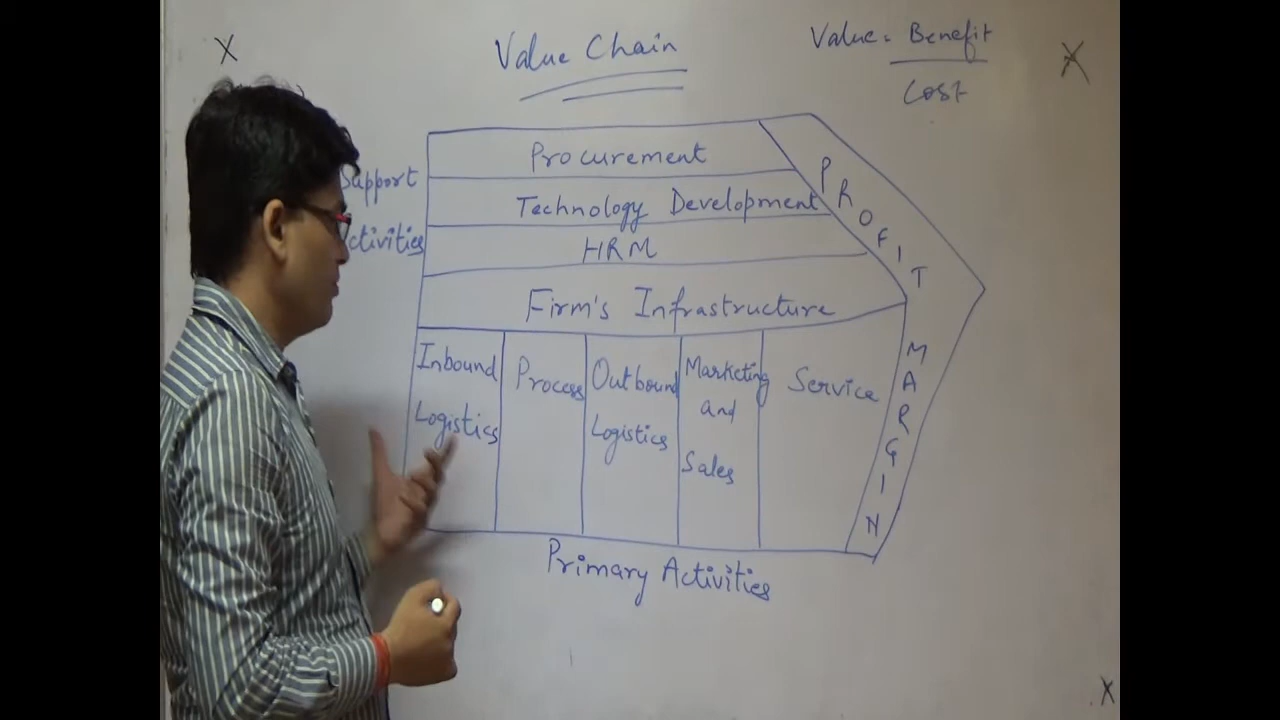 Value Chain
Value = Benefit
Cost
Support
Activities
Procurement
Technology Development
HRM
Firm's Infrastructure
PROFIT MARGIN
Inbound
Logistics
Process
Outbound
Logistics
Marketing
And
Sales
Service
Primary Activities
X
X
X